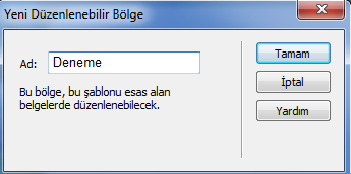 Yeni Düzenlenebilir Bölge
Ad: Deneme
Bu bölge, bu şablonu esas alan
belgelerde düzenlenebilecek.
Tamam
İptal
Yardım